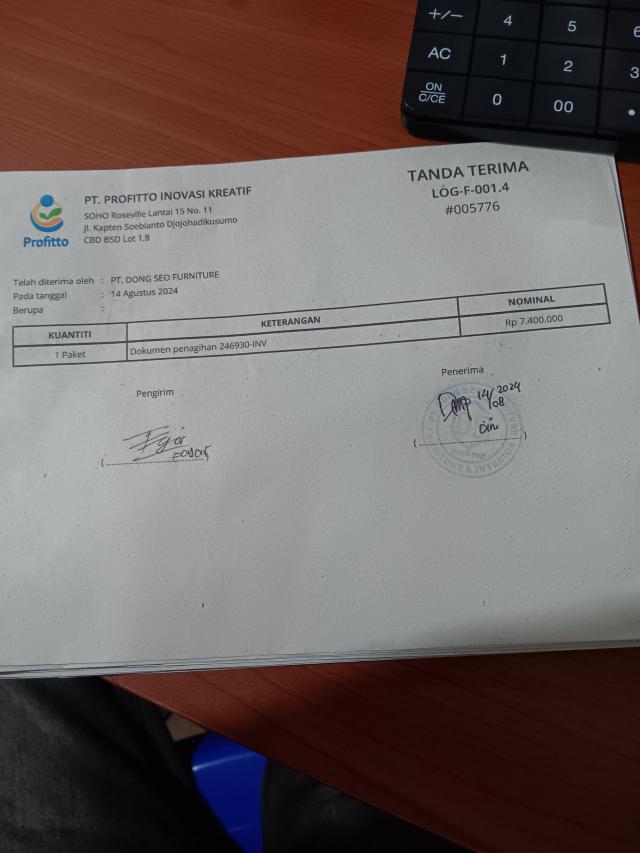 +/− 4 5 6
AC 1 2 3
ON
C/CE 0 00 .
PT. PROFITTO INOVASI KREATIF
SOHO Roseville Lantai 15 No. 11
Jl. Kapten Soebianto Djojohadikusumo
CBD BSD Lot 1.8
Profitto
TANDA TERIMA
LOG-F-001.4
#005776
Telah diterima oleh : PT. DONG SEO FURNITURE
Pada tanggal : 14 Agustus 2024
Berupa :
KUANTITI KETERANGAN NOMINAL
1 Paket Dokumen penagihan 246930-INV Rp 7,400,000
Pengirim
Penerima
14/08 2024
Dini